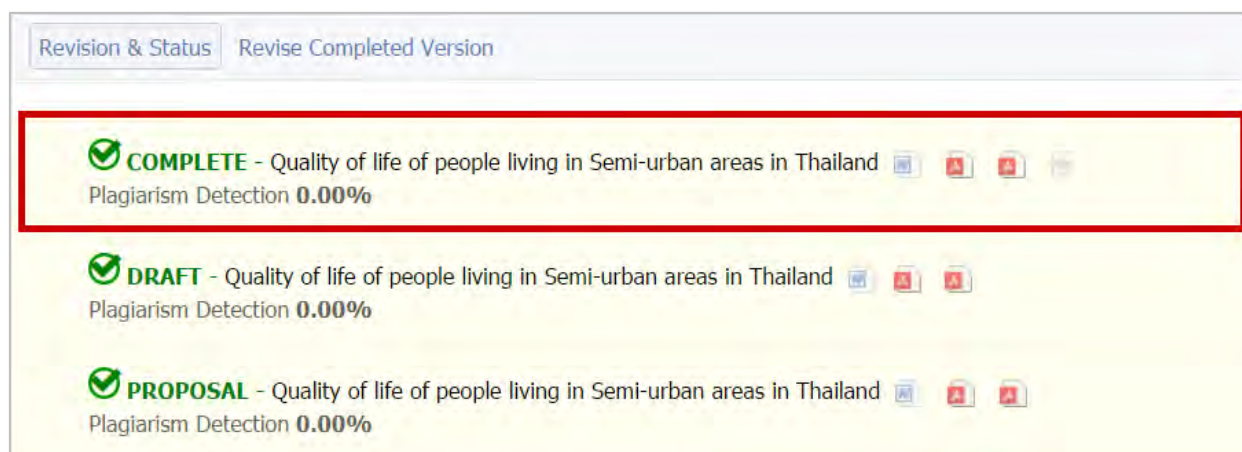 Revision & Status Revise Completed Version
COMPLETE - Quality of life of people living in Semi-urban areas in Thailand
Plagiarism Detection 0.00%
DRAFT - Quality of life of people living in Semi-urban areas in Thailand
Plagiarism Detection 0.00%
PROPOSAL - Quality of life of people living in Semi-urban areas in Thailand
Plagiarism Detection 0.00%